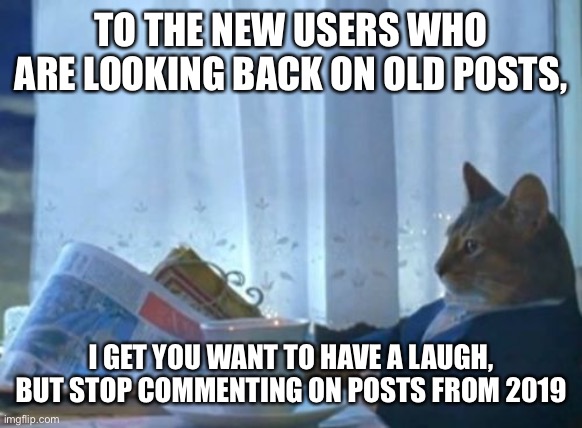 TO THE NEW USERS WHO
ARE LOOKING BACK ON OLD POSTS,
I GET YOU WANT TO HAVE A LAUGH,
BUT STOP COMMENTING ON POSTS FROM 2019
imgflip.com